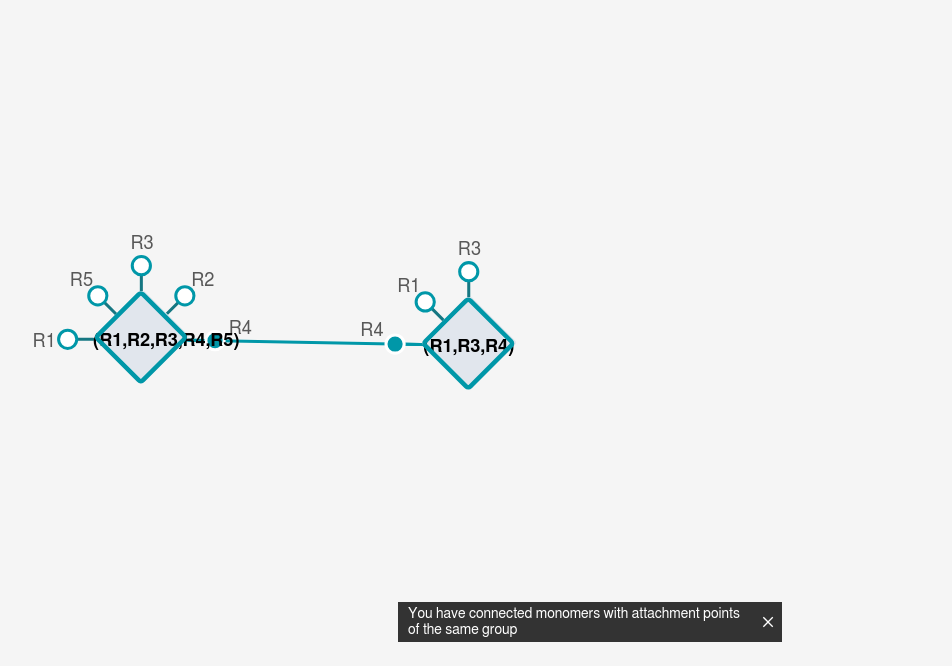 R3
R3
R5
R2
R1
R4
R4
R1
(R1,R2,R3,R4,R5)
(R1,R3,R4)
You have connected monomers with attachment points
of the same group